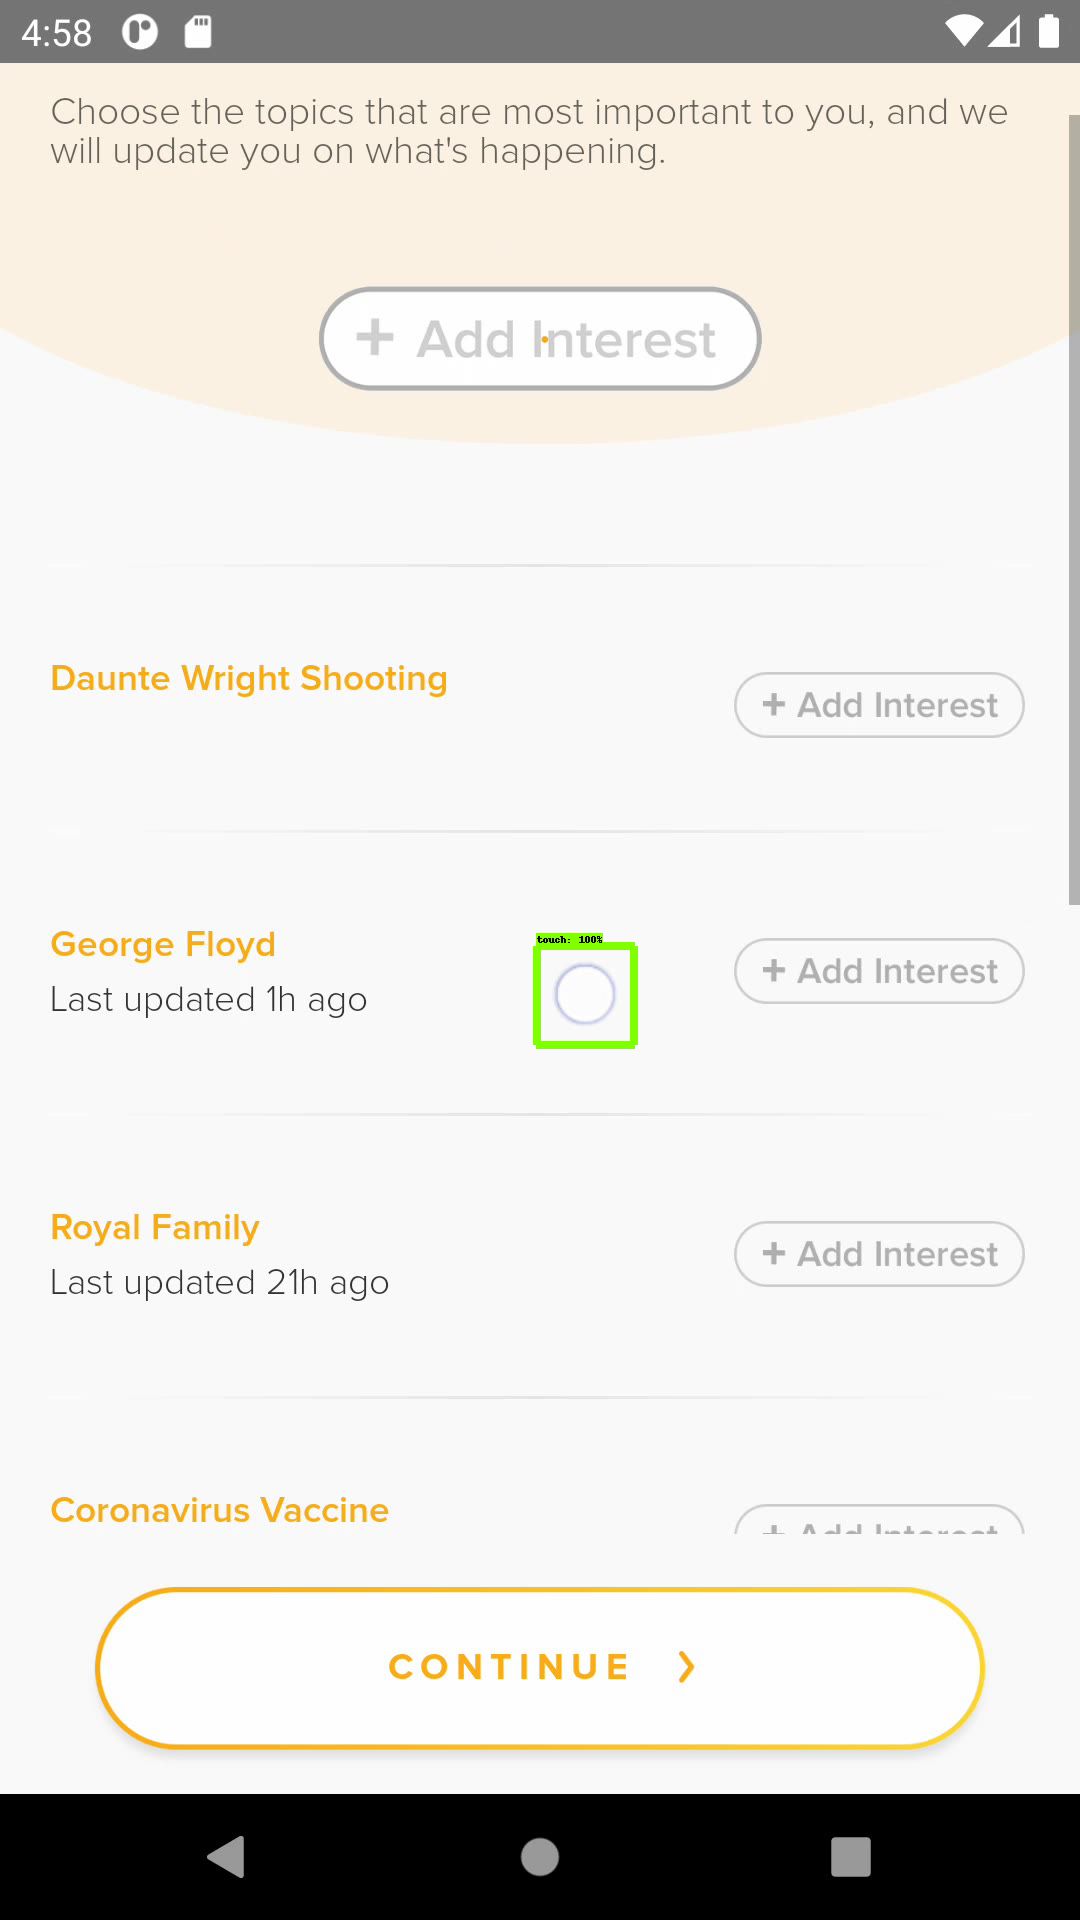 4:58
Choose the topics that are most important to you, and we
will update you on what's happening.
+ Add Interest
Daunte Wright Shooting
+ Add Interest
George Floyd
touch: 100%
+ Add Interest
Last updated 1h ago
Royal Family
+ Add Interest
Last updated 21h ago
Coronavirus Vaccine
+ Add Interest
CONTINUE